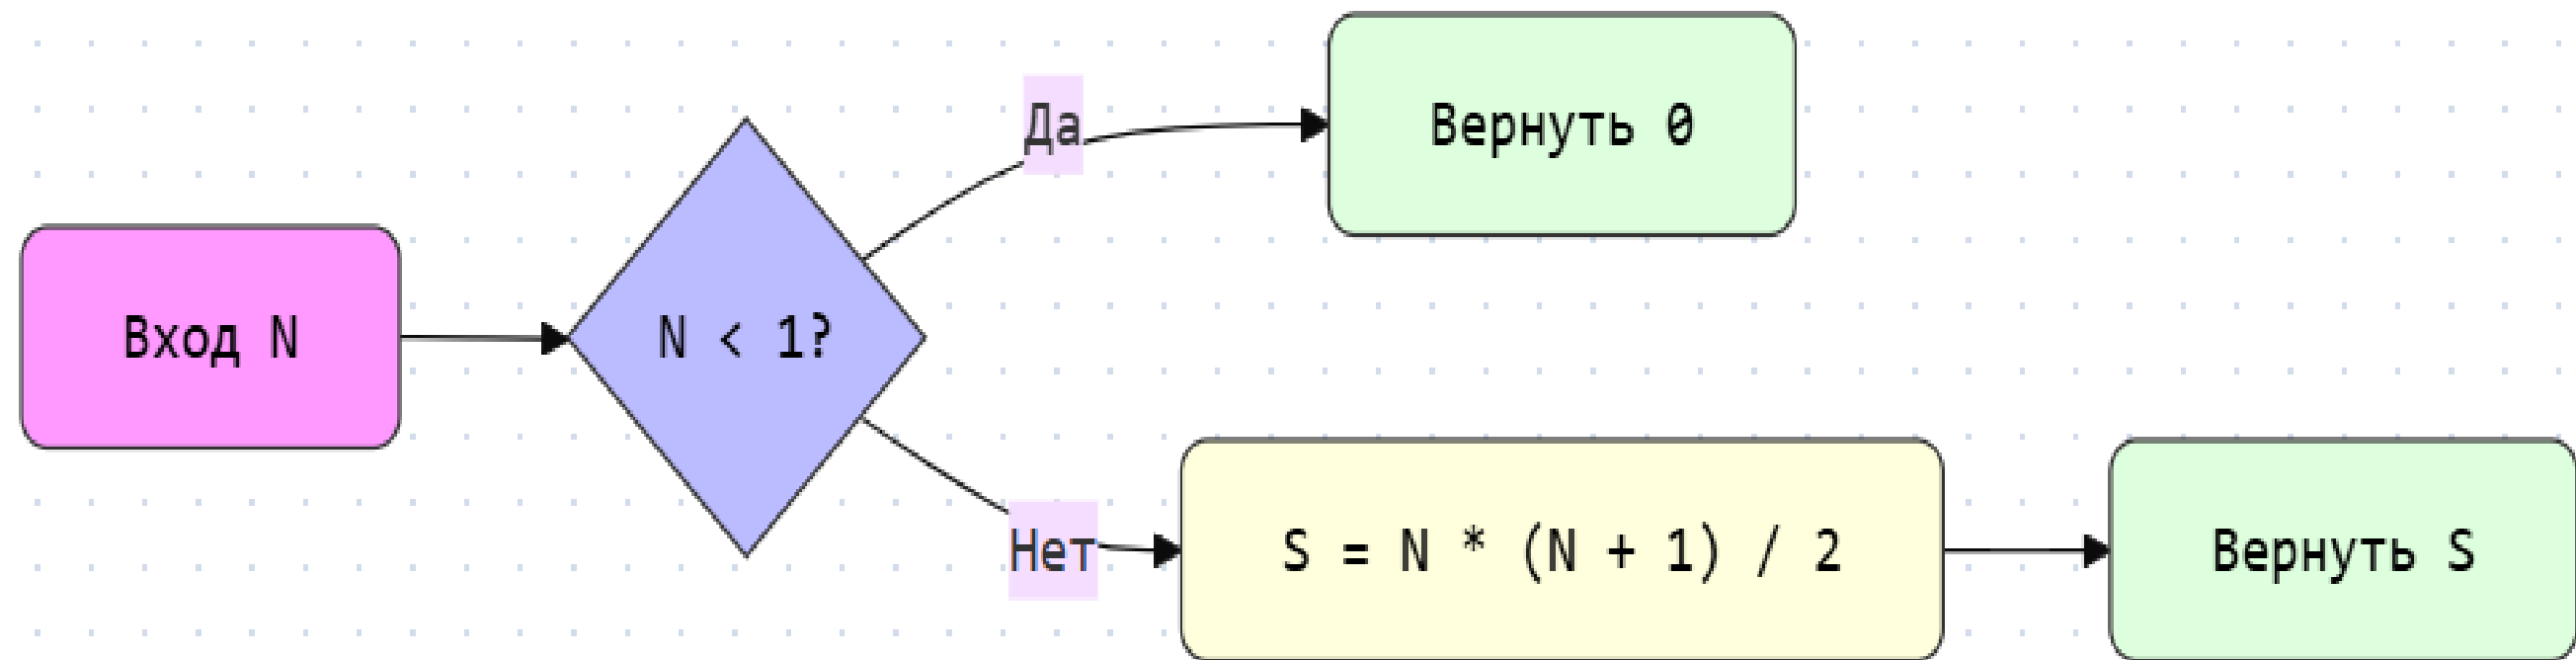 Вход N
N < 1?
Да
Вернуть 0
Нет
S = N * (N + 1) / 2
Вернуть S